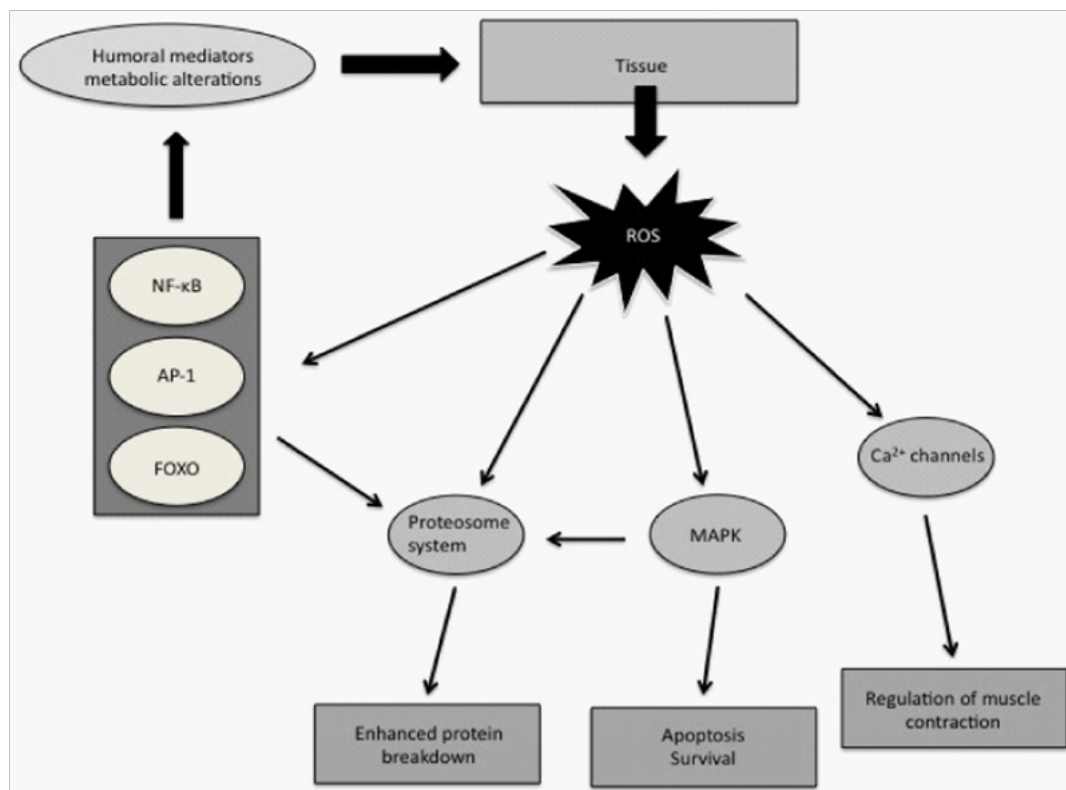 Humoral mediators
metabolic alterations
Tissue
ROS
NF-κB
AP-1
FOXO
Ca²⁺ channels
Proteosome
system
MAPK
Regulation of muscle
contraction
Enhanced protein
breakdown
Apoptosis
Survival